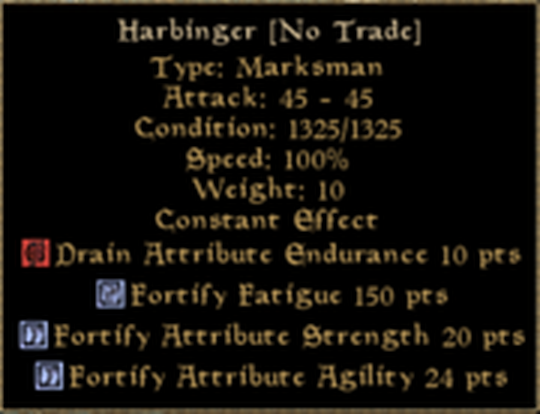 Harbinger [No Trade]
Type: Marksman
Attack: 45 - 45
Condition: 1325/1325
Speed: 100%
Weight: 10
Constant Effect
Drain Attribute Endurance 10 pts
Fortify Fatigue 150 pts
Fortify Attribute Strength 20 pts
Fortify Attribute Agility 24 pts